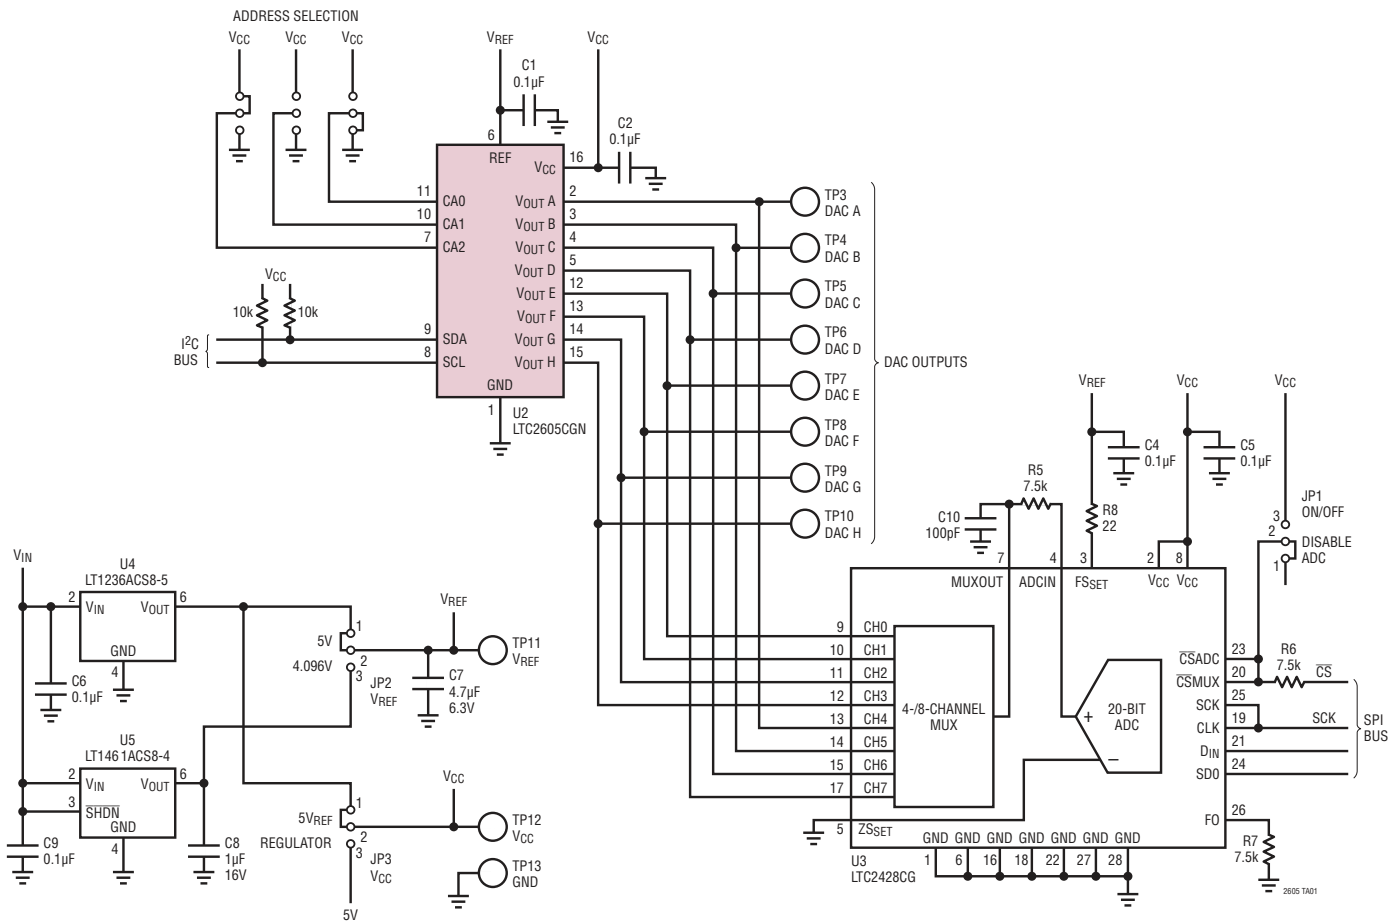 ADDRESS SELECTION
VCC VCC VCC
VREF
VCC
C1
0.1µF
C2
0.1µF
6
REF
16
VCC
11 CA0
10 CA1
7 CA2
VOUT A 2
VOUT B 3
VOUT C 4
VOUT D 5
VOUT E 12
VOUT F 13
VOUT G 14
VOUT H 15
VCC
10k 10k
I2C
BUS
9 SDA
8 SCL
GND
1
U2
LTC2605CGN
TP3
DAC A
TP4
DAC B
TP5
DAC C
TP6
DAC D
TP7
DAC E
TP8
DAC F
TP9
DAC G
TP10
DAC H
DAC OUTPUTS
VREF
VCC
VCC
C4
0.1µF
C5
0.1µF
R5
7.5k
C10
100pF
R8
22
JP1
ON/OFF
3
2
1
DISABLE
ADC
7 4 3 2 8
MUXOUT ADCIN FSSET VCC VCC
9 CH0
10 CH1
11 CH2
12 CH3
13 CH4
14 CH5
15 CH6
17 CH7
4-/8-CHANNEL
MUX
+
20-BIT
ADC
–
CSADC 23
CSMUX 20
SCK 25
CLK 19
DIN 21
SD0 24
FO 26
R6
7.5k
CS
SCK
SPI
BUS
R7
7.5k
5 ZSSET
GND GND GND GND GND GND GND
1 6 16 18 22 27 28
U3
LTC2428CG
2605 TA01
VIN
U4
LT1236ACS8-5
2 VIN
VOUT 6
GND
4
C6
0.1µF
U5
LT1461ACS8-4
2 VIN
VOUT 6
3 SHDN
GND
4
C9
0.1µF
C8
1µF
16V
5V
4.096V
1
2
3
JP2
VREF
VREF
C7
4.7µF
6.3V
TP11
VREF
5VREF
REGULATOR
1
2
3
JP3
VCC
5V
VCC
TP12
VCC
TP13
GND